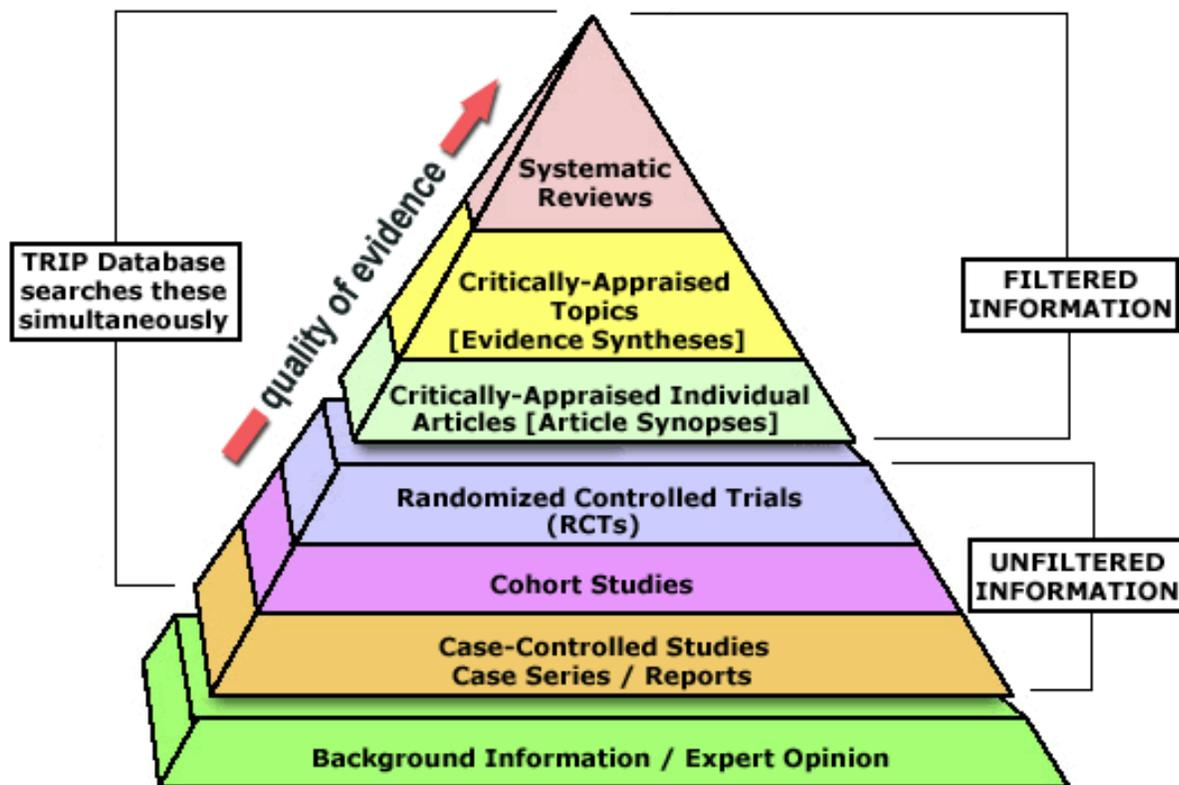 Systematic
Reviews
Critically-Appraised
Topics
[Evidence Syntheses]
Critically-Appraised Individual
Articles [Article Synopses]
Randomized Controlled Trials
(RCTs)
Cohort Studies
Case-Controlled Studies
Case Series / Reports
Background Information / Expert Opinion
quality of evidence
TRIP Database
searches these
simultaneously
FILTERED
INFORMATION
UNFILTERED
INFORMATION